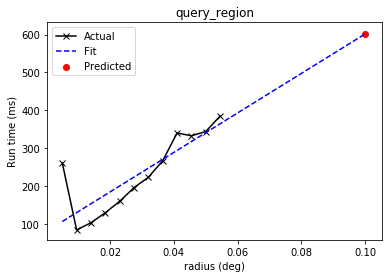 query_region
Actual
Fit
Predicted
600
500
400
300
200
100
Run time (ms)
0.02 0.04 0.06 0.08 0.10
radius (deg)